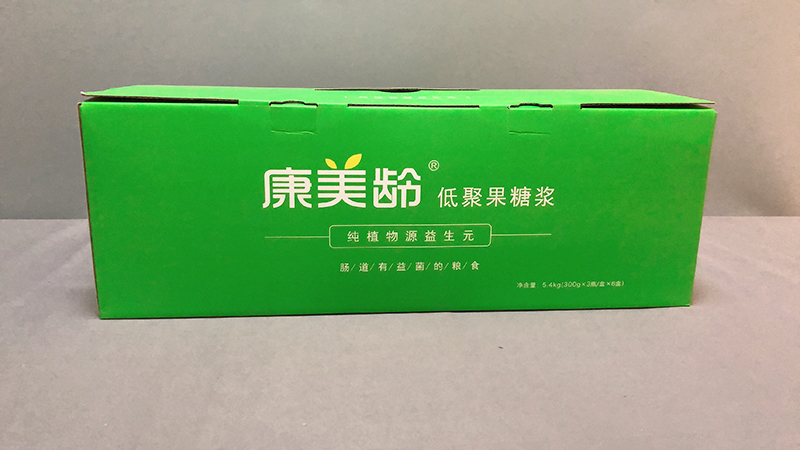 康美龄® 低聚果糖浆
纯植物源益生元
肠/道/有/益/菌/的/粮/食
净含量: 5.4kg(300g×2瓶/盒×6盒)